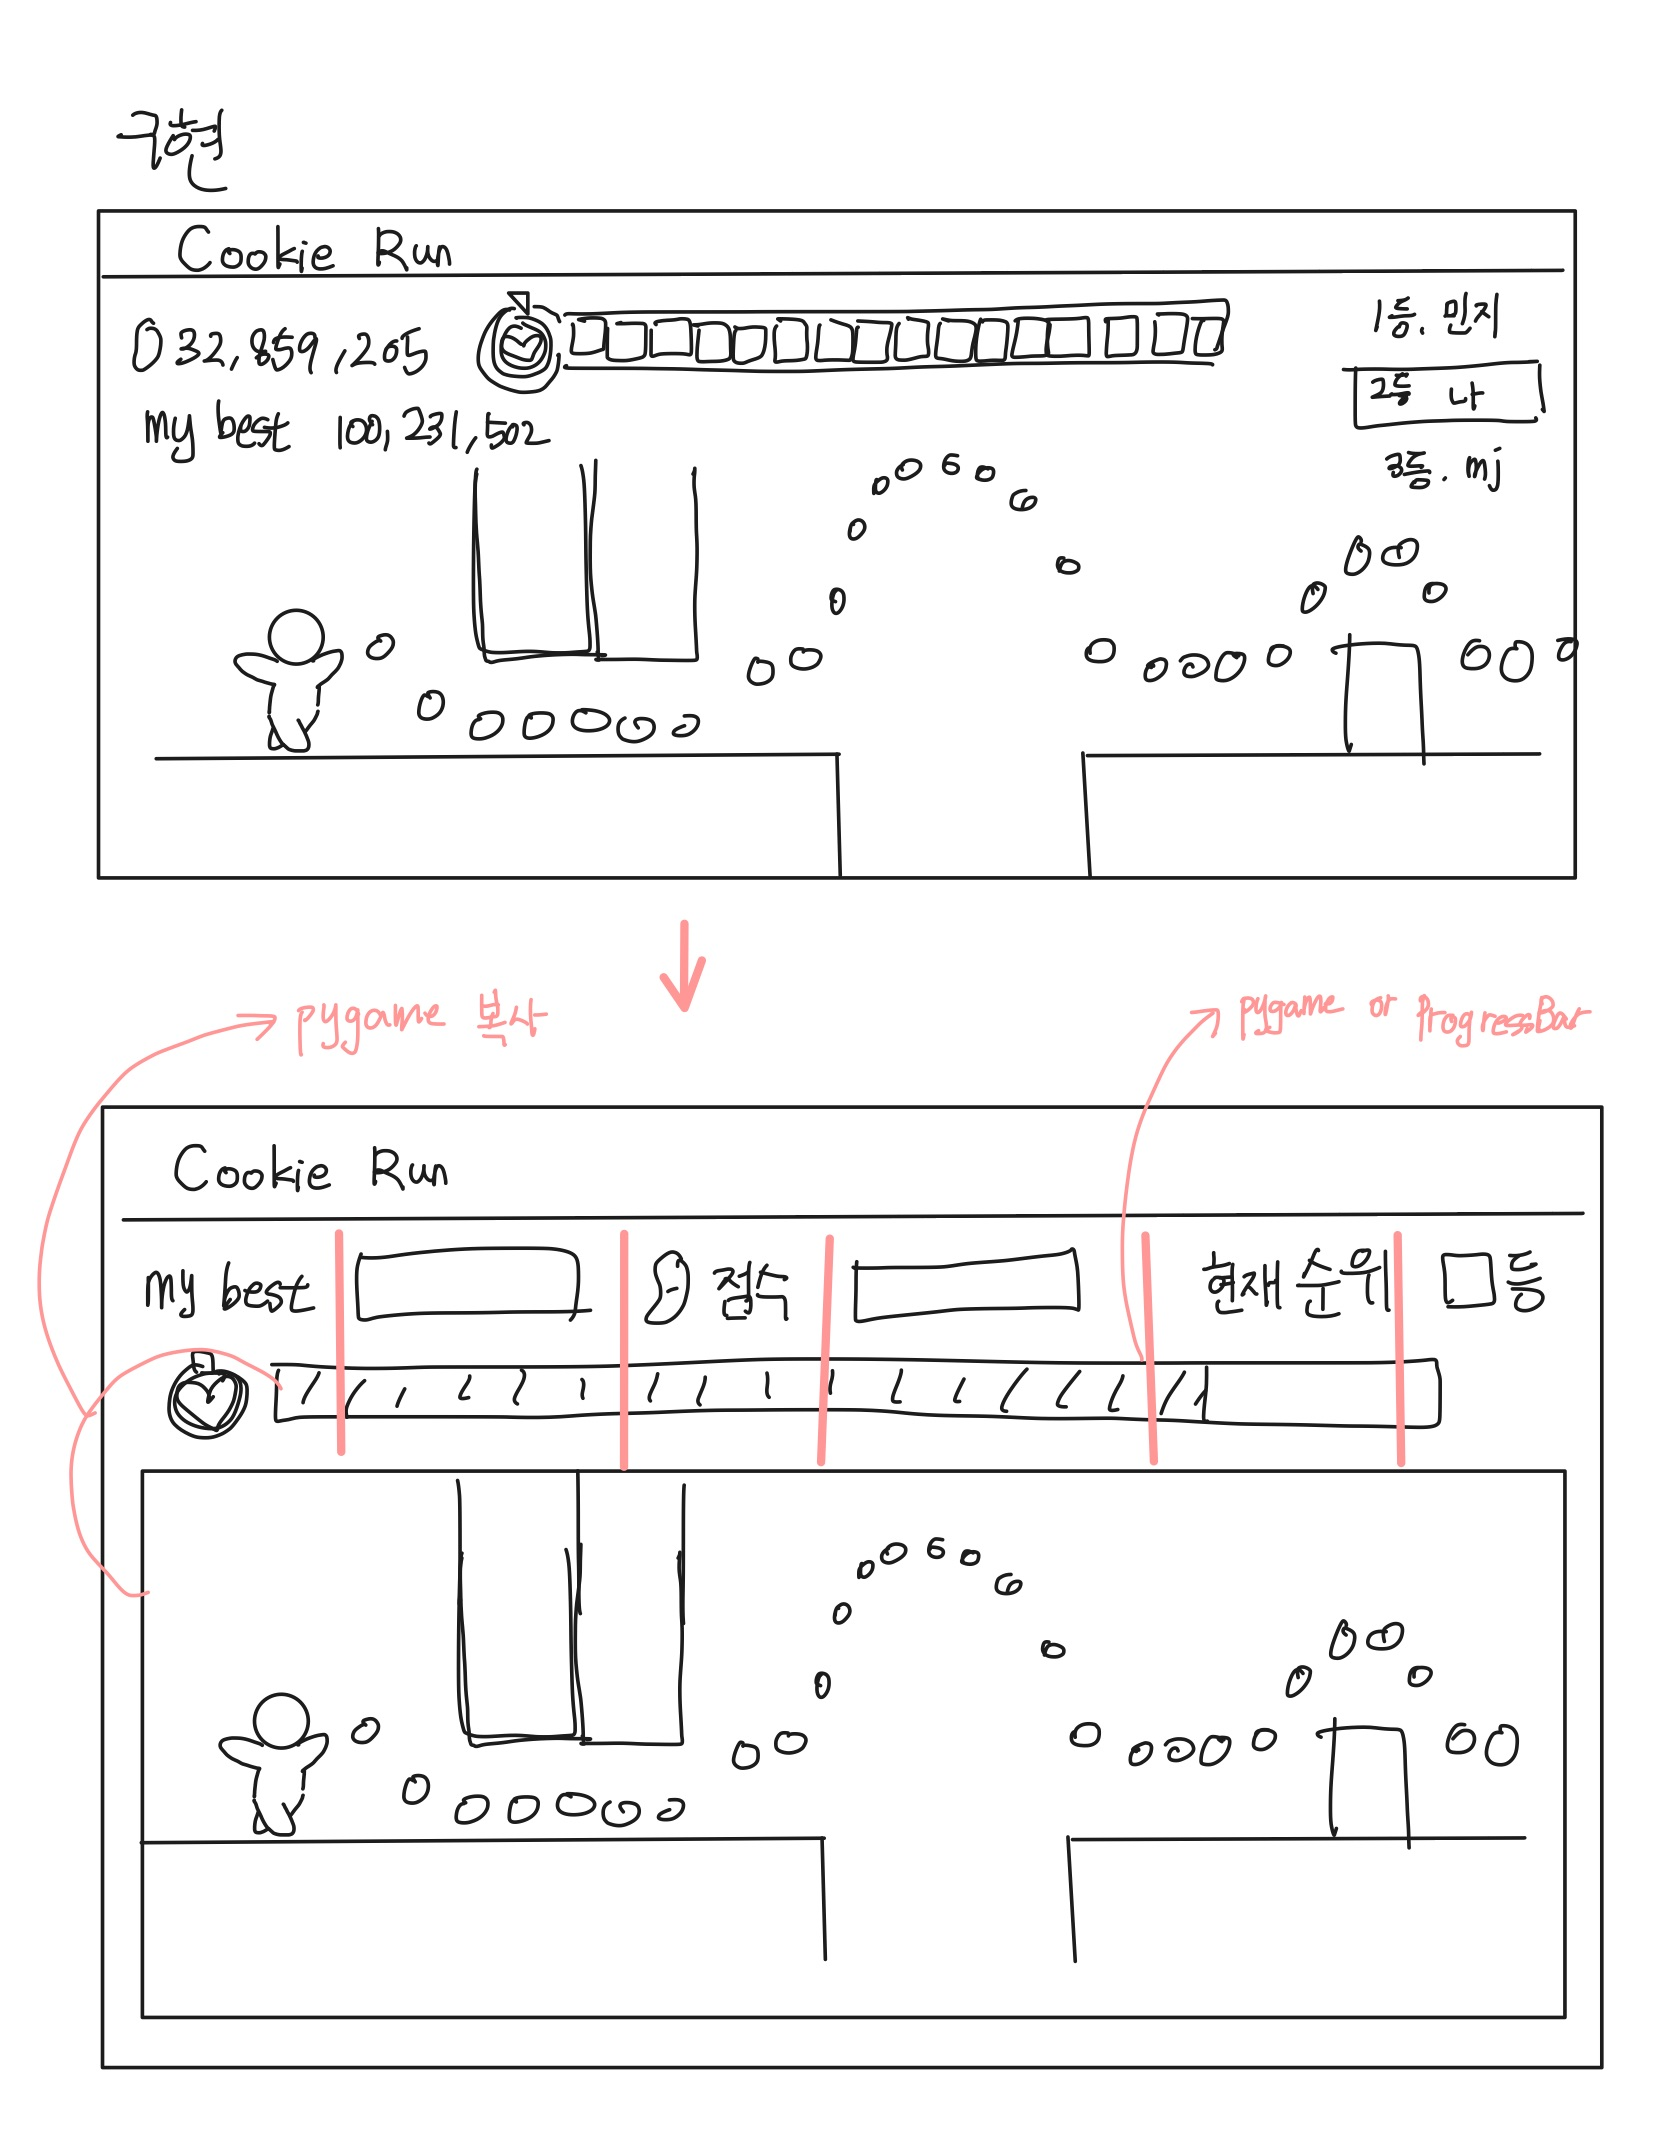 구현
Cookie Run
32,859,205
my best 100,231,502
1등. 민지
2등 나
3등. mj
pygame 복사
pygame or ProgressBar
Cookie Run
my best 점수 현재 순위 등